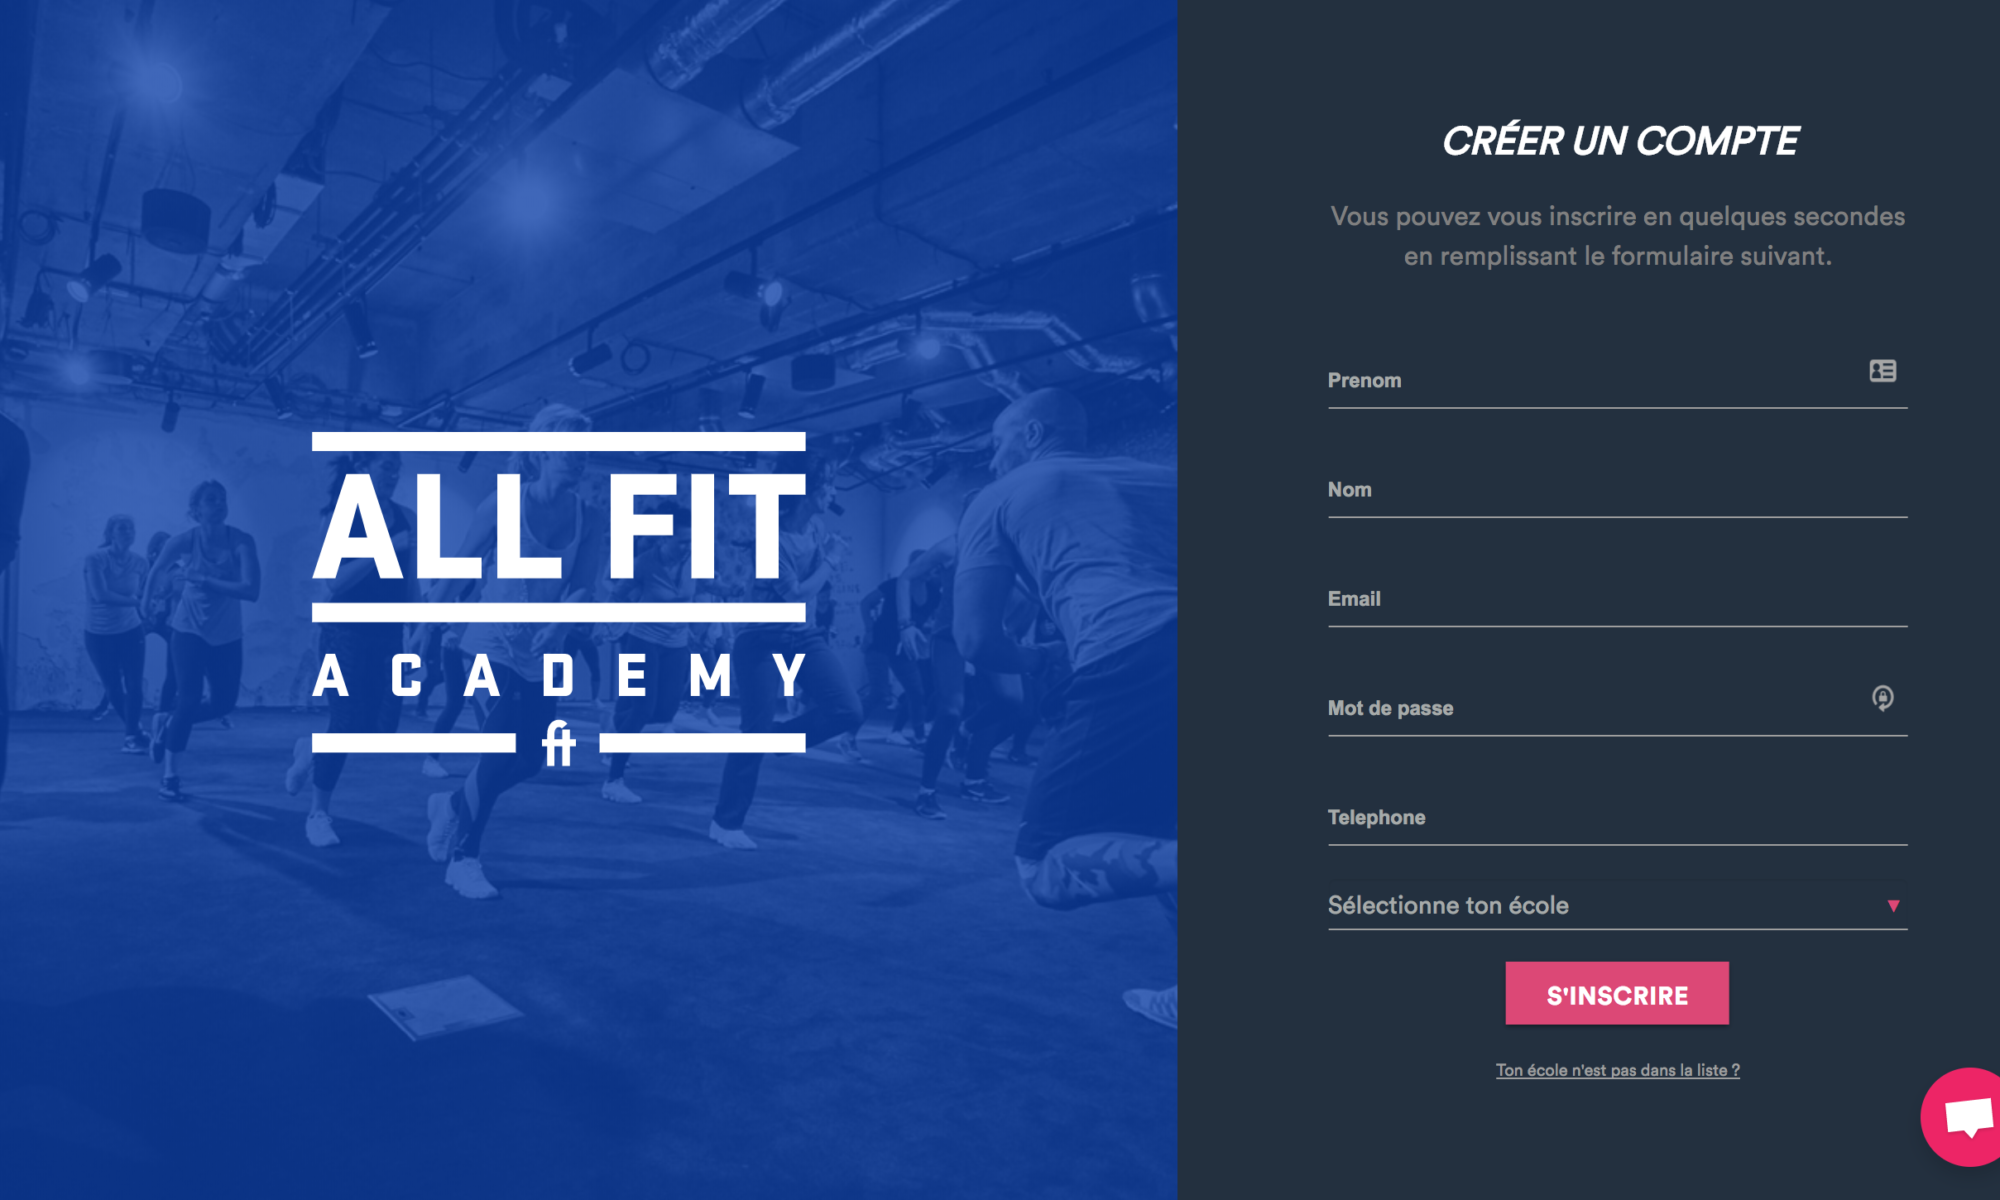 ALL FIT
ACADEMY
fit
CRÉER UN COMPTE
Vous pouvez vous inscrire en quelques secondes
en remplissant le formulaire suivant.
Prenom
Nom
Email
Mot de passe
Telephone
Sélectionne ton école
S'INSCRIRE
Ton école n'est pas dans la liste ?